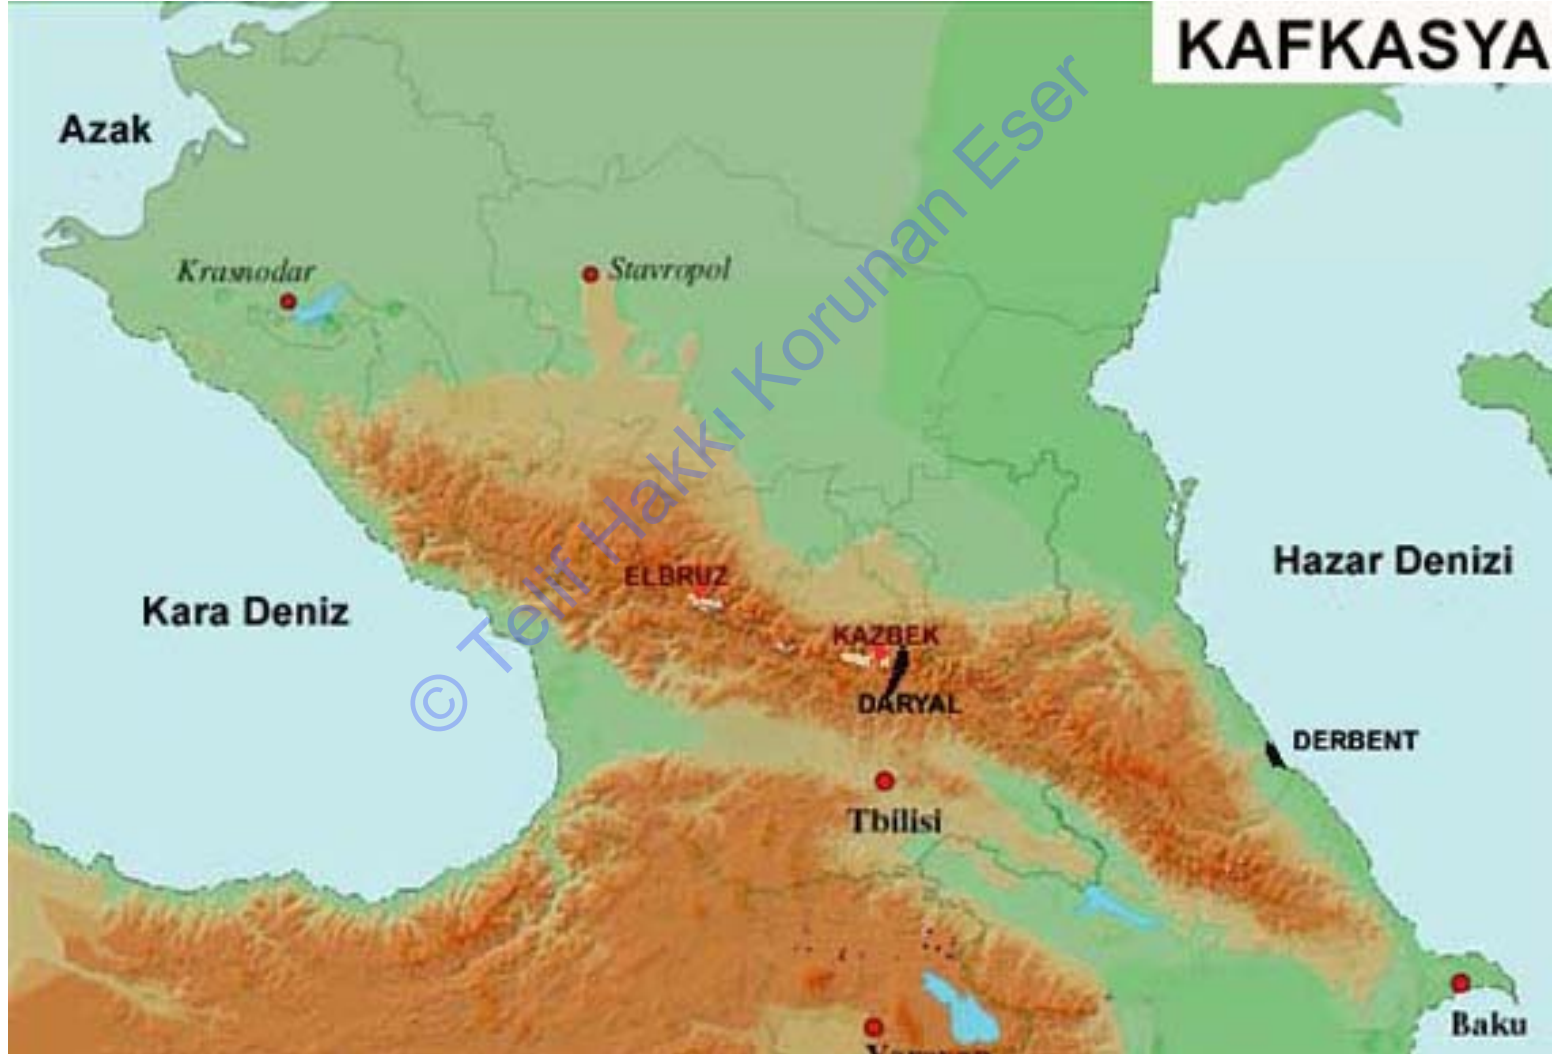 KAFKASYA
Azak
Krasnodar
Stavropol
© Telif Hakkı Korunan Eser
Hazar Denizi
ELBRUZ
Kara Deniz
KAZBEK
DARYAL
DERBENT
Tbilisi
Baku